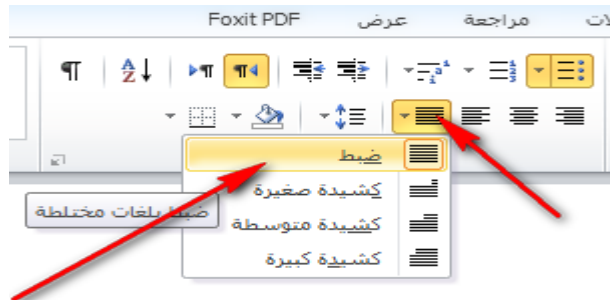 مراجعة عرض Foxit PDF
ضبط
كشيدة صغيرة
كشيدة متوسطة
كشيدة كبيرة
ضبط بلغات مختلطة